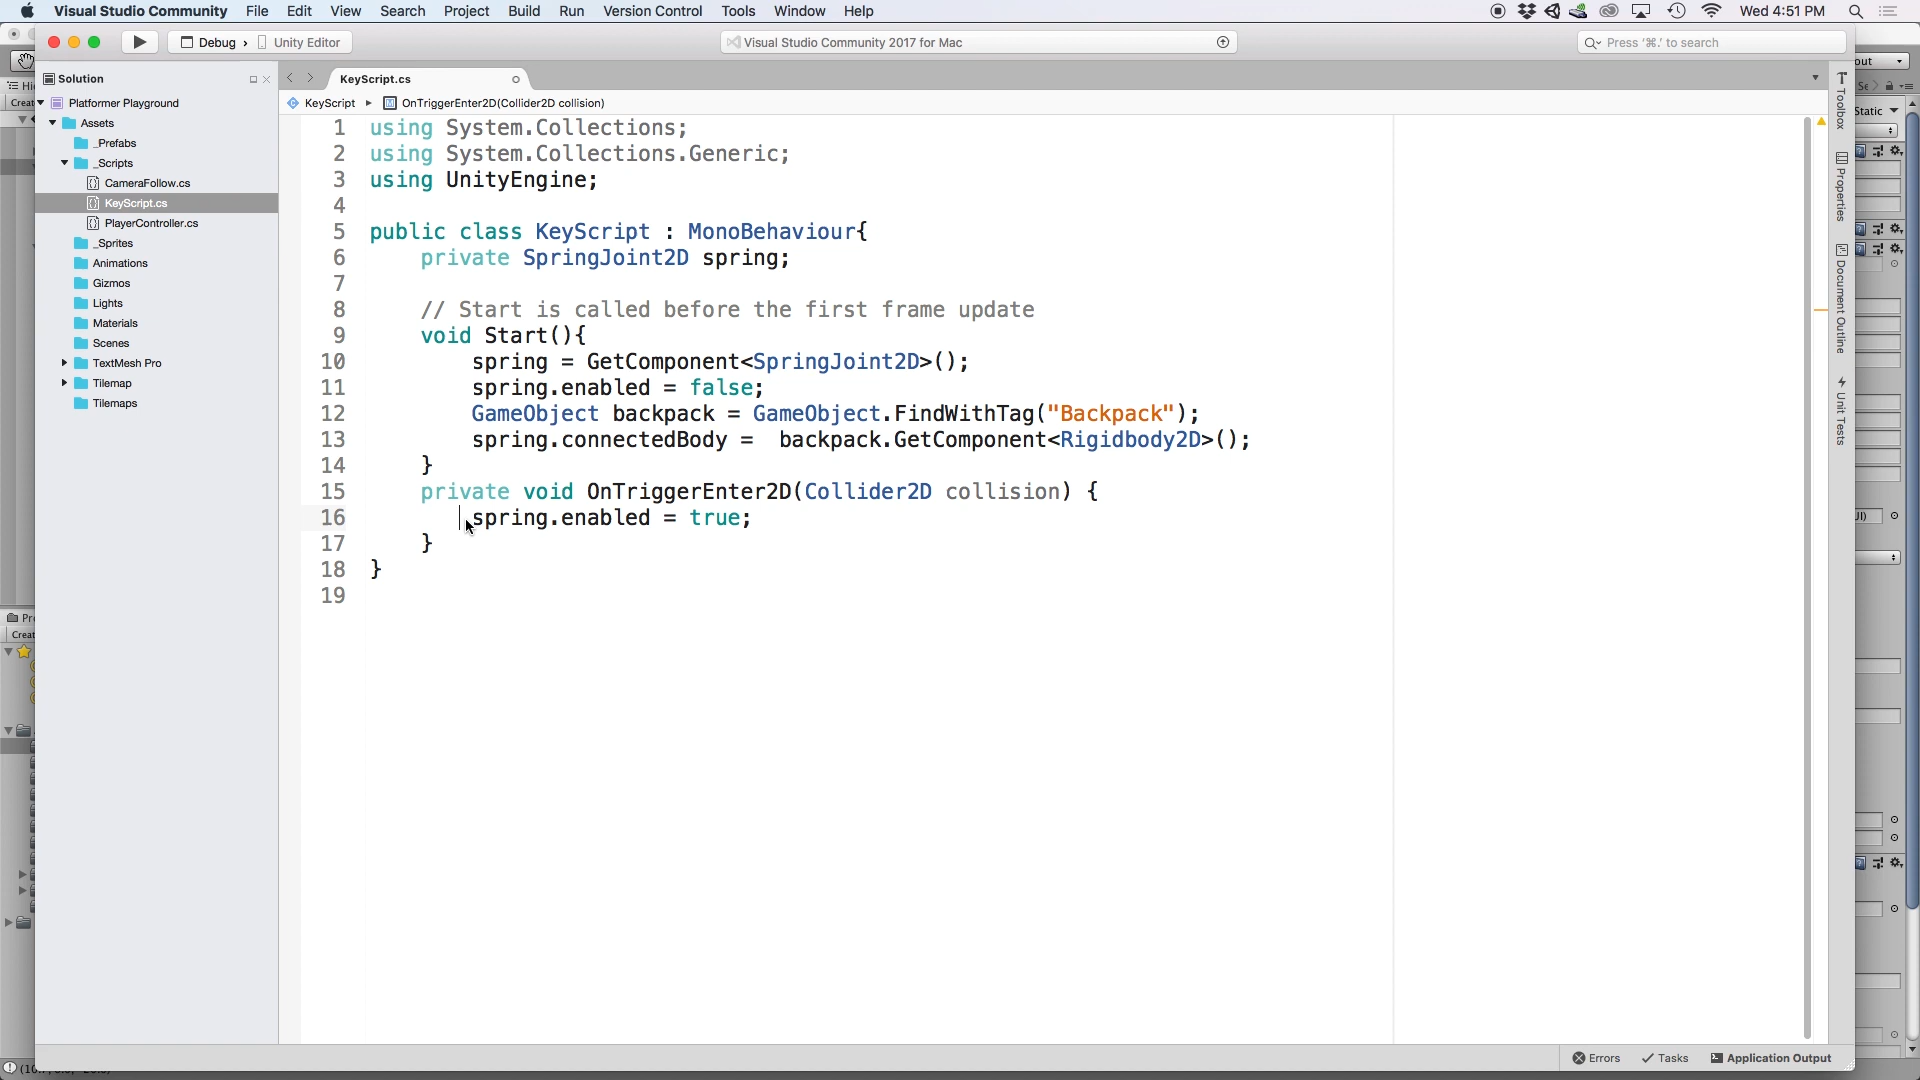 Visual Studio Community File Edit View Search Project Build Run Version Control Tools Window Help Wed 4:51 PM
Debug › Unity Editor
Visual Studio Community 2017 for Mac
Press '⌘.' to search
Solution
Platformer Playground
Assets
_Prefabs
_Scripts
CameraFollow.cs
KeyScript.cs
PlayerController.cs
_Sprites
Animations
Gizmos
Lights
Materials
Scenes
TextMesh Pro
Tilemap
Tilemaps
KeyScript.cs
KeyScript ▸ OnTriggerEnter2D(Collider2D collision)
1 using System.Collections;
2 using System.Collections.Generic;
3 using UnityEngine;
4
5 public class KeyScript : MonoBehaviour{
6 private SpringJoint2D spring;
7
8 // Start is called before the first frame update
9 void Start(){
10 spring = GetComponent<SpringJoint2D>();
11 spring.enabled = false;
12 GameObject backpack = GameObject.FindWithTag("Backpack");
13 spring.connectedBody =  backpack.GetComponent<Rigidbody2D>();
14 }
15 private void OnTriggerEnter2D(Collider2D collision) {
16 spring.enabled = true;
17 }
18 }
19
Toolbox
Properties
Document Outline
Unit Tests
Errors Tasks Application Output
out
Static
Creat
Creat